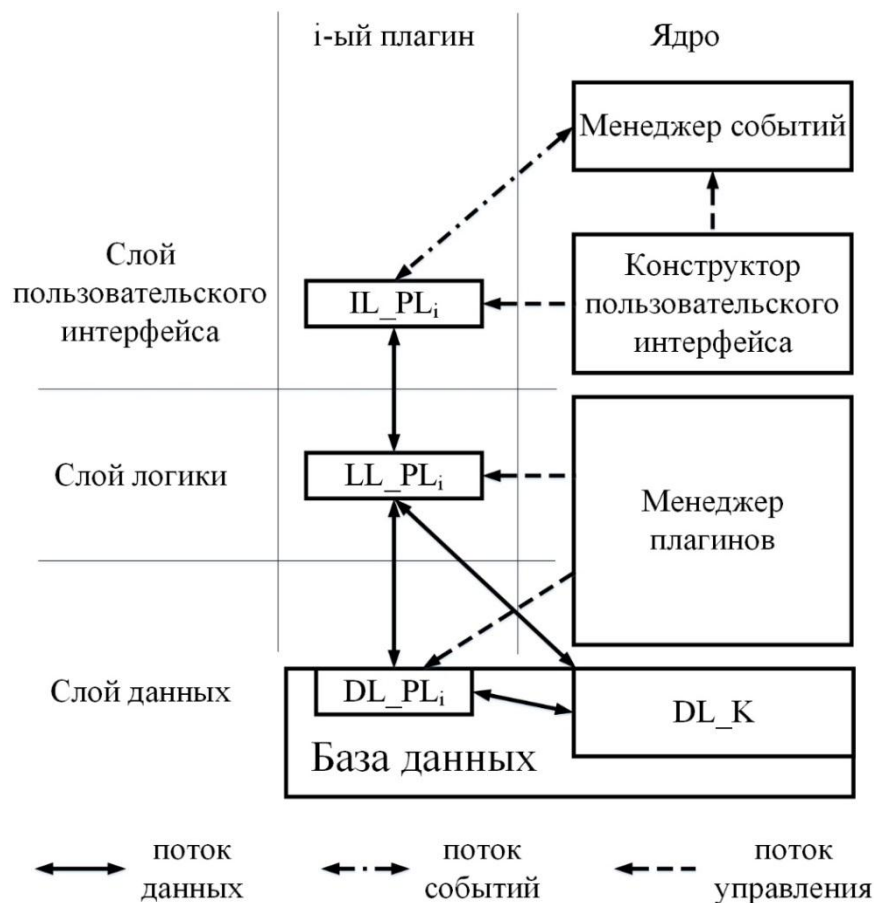 i-ый плагин
Ядро
Менеджер событий
Слой
пользовательского
интерфейса
IL_PLi
Конструктор
пользовательского
интерфейса
Слой логики
LL_PLi
Менеджер
плагинов
Слой данных
DL_PLi
DL_K
База данных
поток
данных
поток
событий
поток
управления